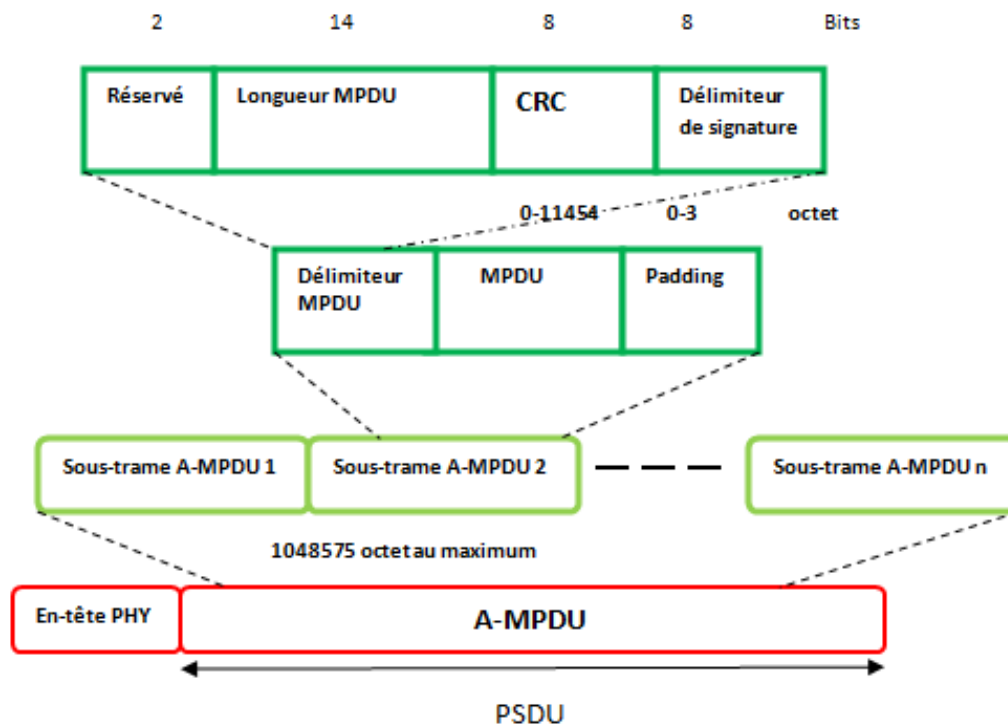 2 14 8 8 Bits
Réservé Longueur MPDU CRC Délimiteur
de signature
0-11454 0-3 octet
Délimiteur MPDU Padding
MPDU
Sous-trame A-MPDU 1 Sous-trame A-MPDU 2 Sous-trame A-MPDU n
1048575 octet au maximum
En-tête PHY A-MPDU
PSDU